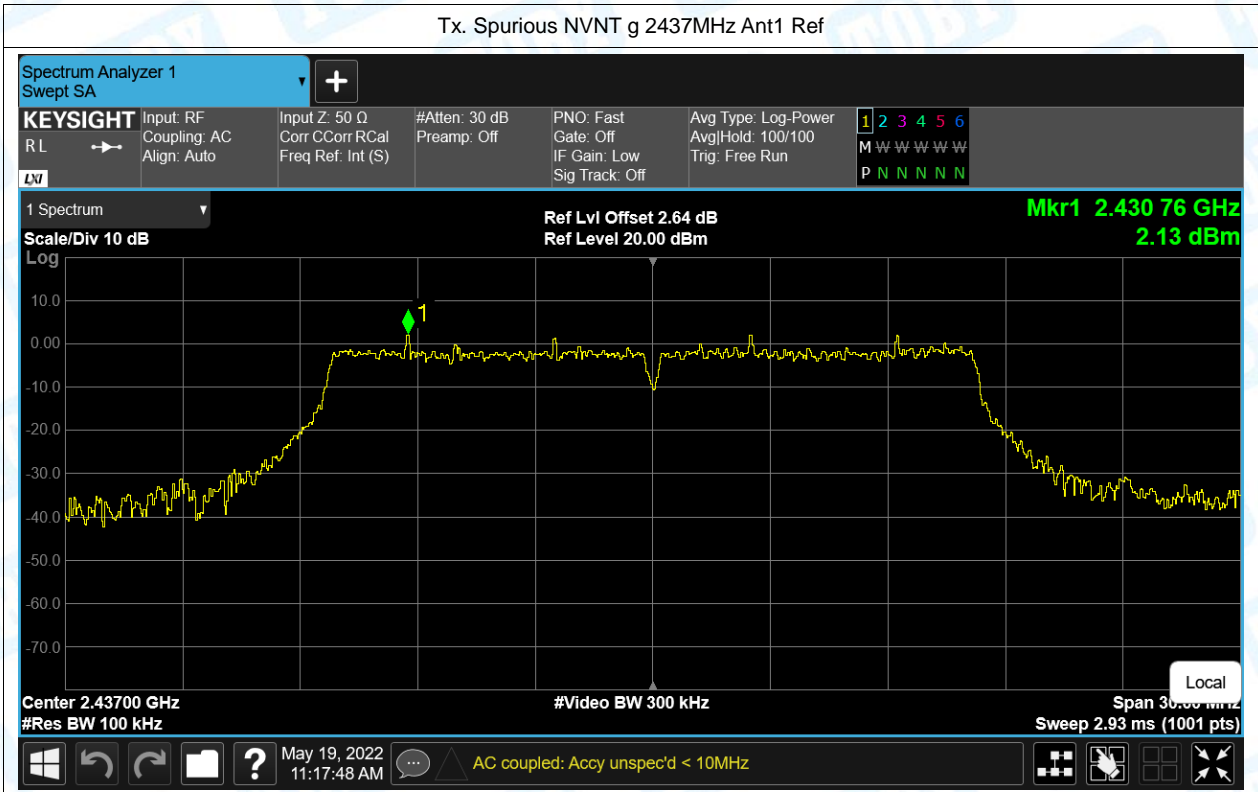 Tx. Spurious NVNT g 2437MHz Ant1 Ref
Spectrum Analyzer 1
Swept SA
+
KEYSIGHT
RL
LXI
Input: RF
Coupling: AC
Align: Auto
Input Z: 50 Ω
Corr CCorr RCal
Freq Ref: Int (S)
#Atten: 30 dB
Preamp: Off
PNO: Fast
Gate: Off
IF Gain: Low
Sig Track: Off
Avg Type: Log-Power
Avg|Hold: 100/100
Trig: Free Run
1 2 3 4 5 6
M W W W W W
P N N N N N
1 Spectrum
Scale/Div 10 dB
Ref Lvl Offset 2.64 dB
Ref Level 20.00 dBm
Mkr1 2.430 76 GHz
2.13 dBm
Log
1
10.0
0.00
-10.0
-20.0
-30.0
-40.0
-50.0
-60.0
-70.0
Local
Center 2.43700 GHz
#Res BW 100 kHz
#Video BW 300 kHz
Span 30.00 MHz
Sweep 2.93 ms (1001 pts)
?
May 19, 2022
11:17:48 AM
AC coupled: Accy unspec'd < 10MHz